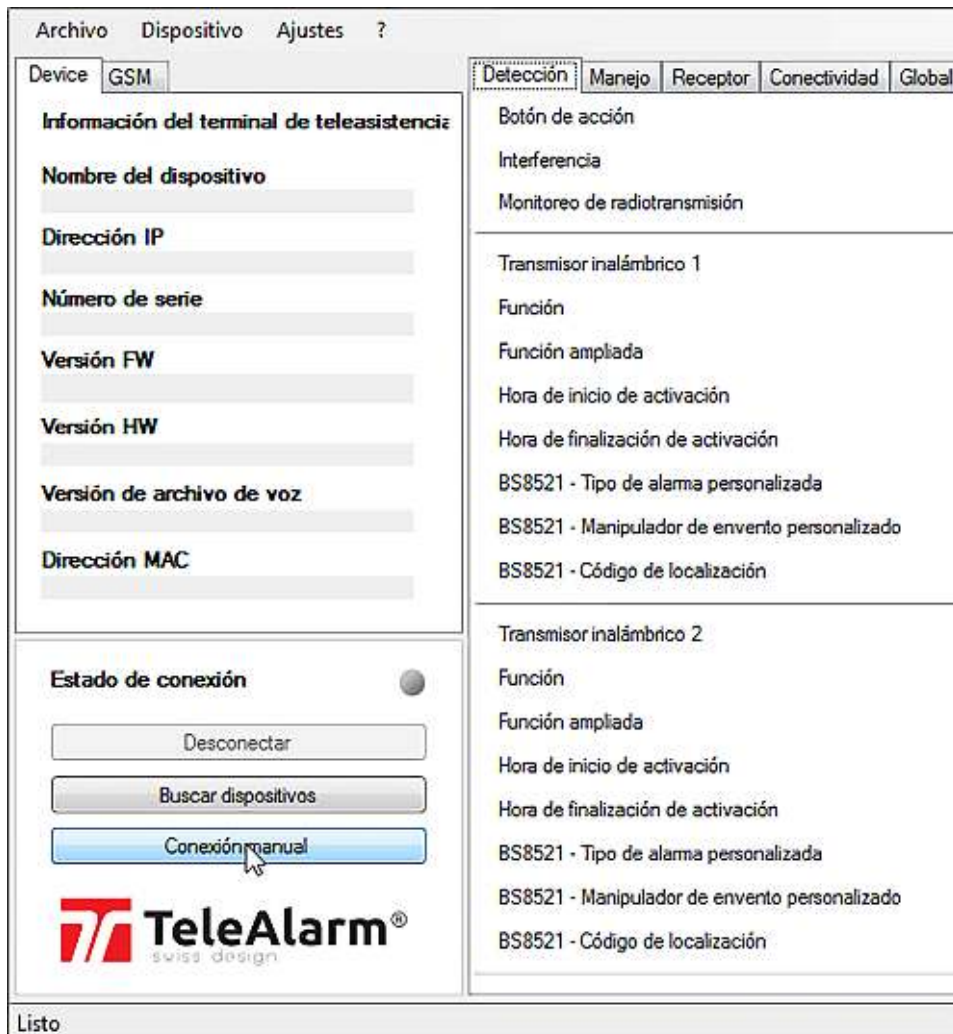 Archivo Dispositivo Ajustes ?
Device GSM
Información del terminal de teleasistencia
Nombre del dispositivo
Dirección IP
Número de serie
Versión FW
Versión HW
Versión de archivo de voz
Dirección MAC
Estado de conexión
Desconectar
Buscar dispositivos
Conexión manual
TeleAlarm®
swiss design
Detección Manejo Receptor Conectividad Global
Botón de acción
Interferencia
Monitoreo de radiotransmisión
Transmisor inalámbrico 1
Función
Función ampliada
Hora de inicio de activación
Hora de finalización de activación
BS8521 - Tipo de alarma personalizada
BS8521 - Manipulador de envento personalizado
BS8521 - Código de localización
Transmisor inalámbrico 2
Función
Función ampliada
Hora de inicio de activación
Hora de finalización de activación
BS8521 - Tipo de alarma personalizada
BS8521 - Manipulador de envento personalizado
BS8521 - Código de localización
Listo